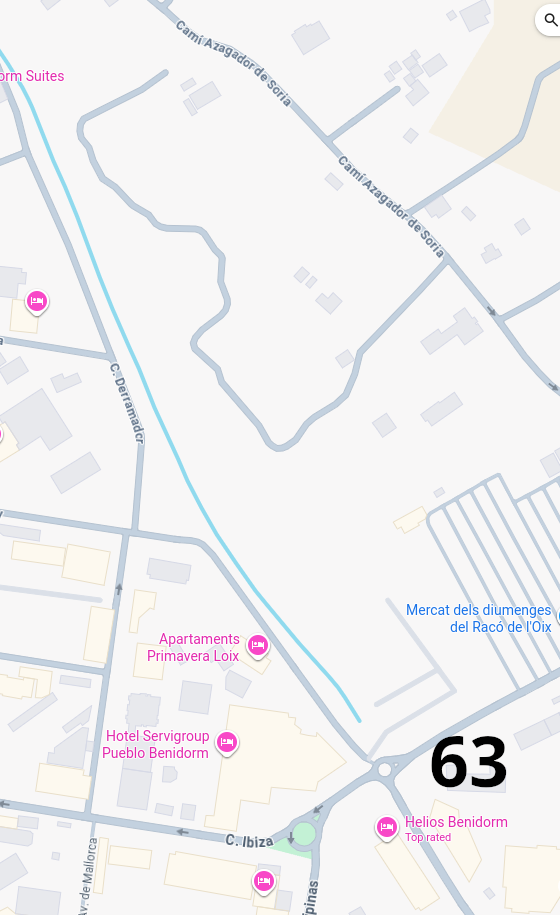 Camí Azagador de Soria
orm Suites
Camí Azagador de Soria
C. Derramador
Mercat dels diumenges
del Racó de l'Oix
Apartaments
Primavera Loix
Hotel Servigroup
Pueblo Benidorm
63
Helios Benidorm
Top rated
C. Ibiza
Av. de Mallorca
ipinas